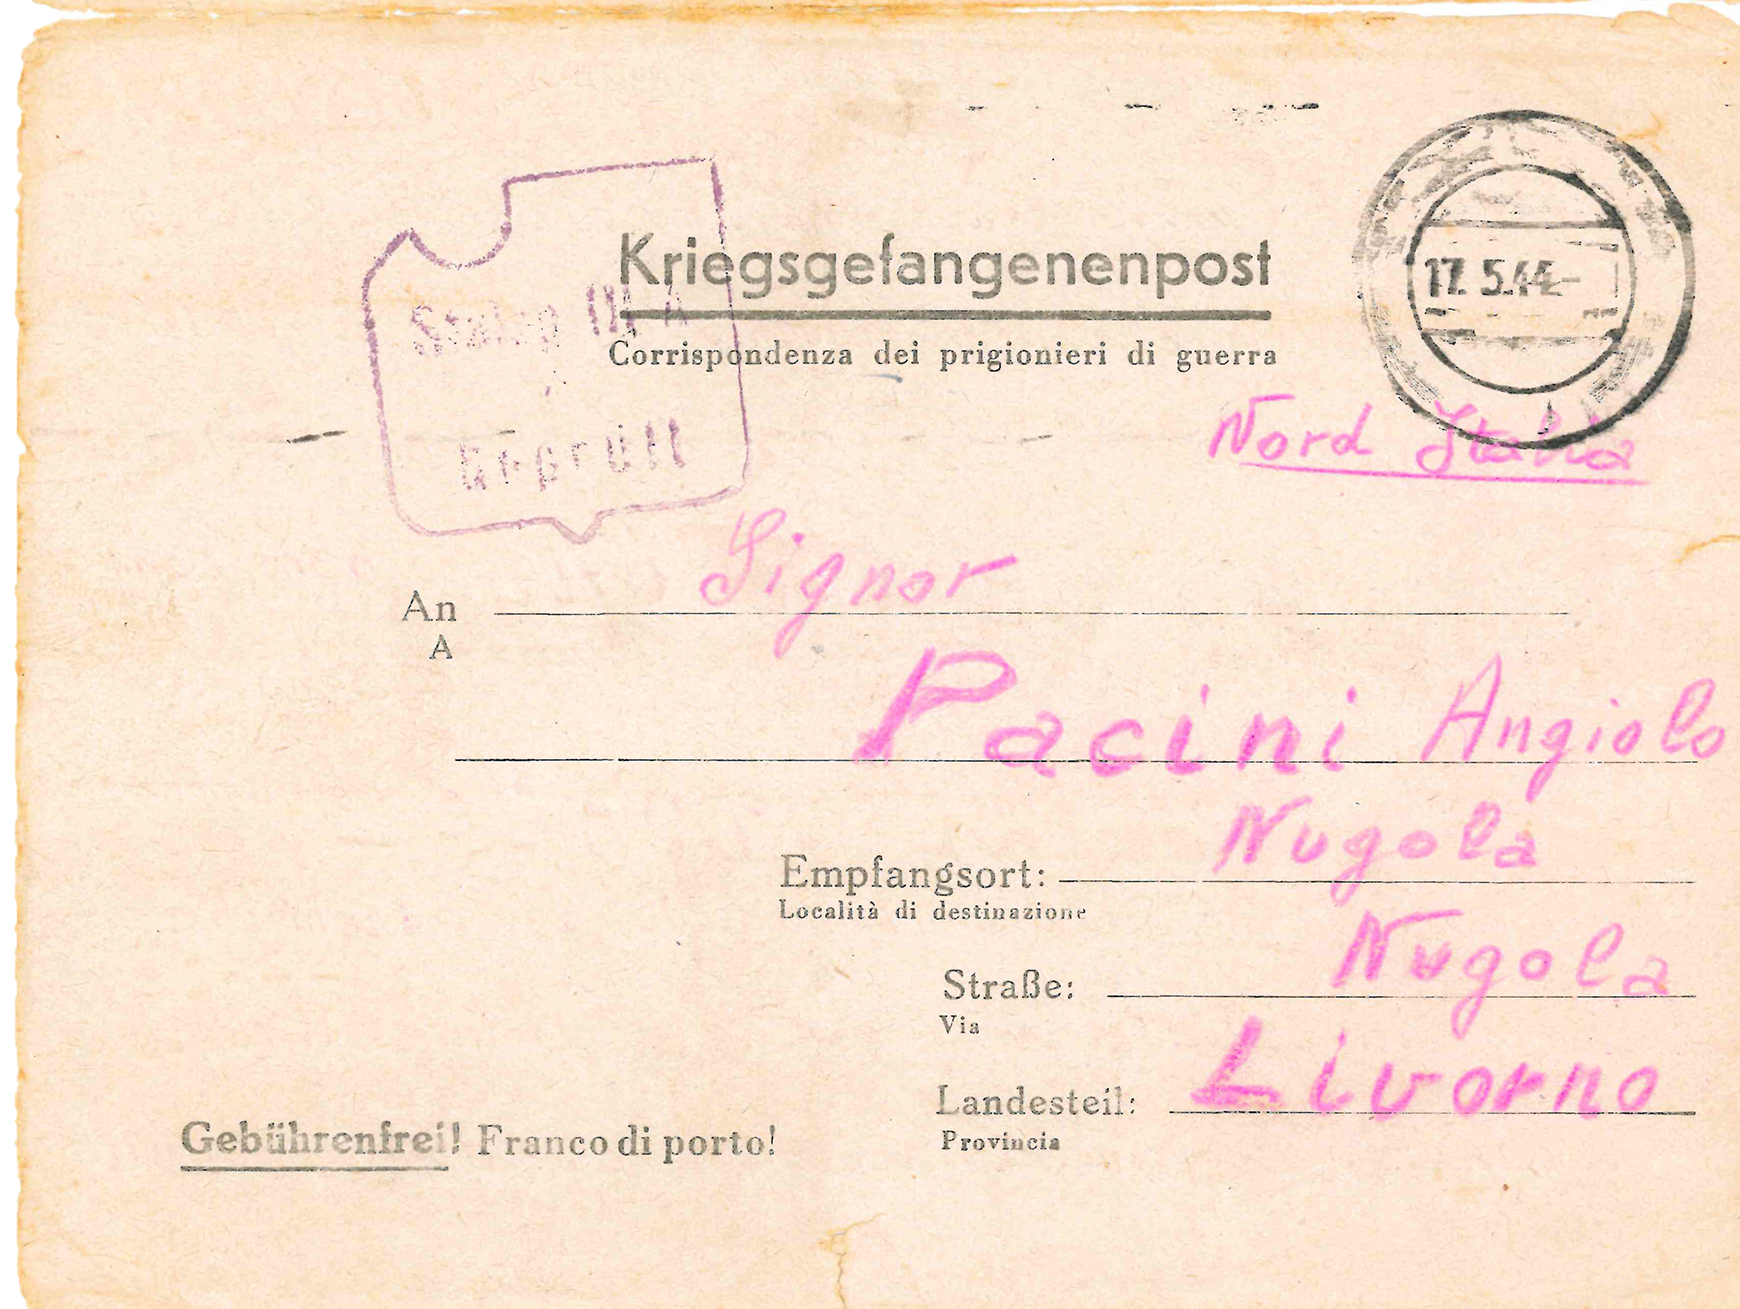 Kriegsgefangenenpost
Corrispondenza dei prigionieri di guerra
17. 5.44
Stalag III A
Geprüft
Nord Italia
An Signor
A
Pacini Angiolo
Empfangsort: Nugola
Località di destinazione
Straße: Nugola
Via
Landesteil: Livorno
Provincia
Gebührenfrei! Franco di porto!